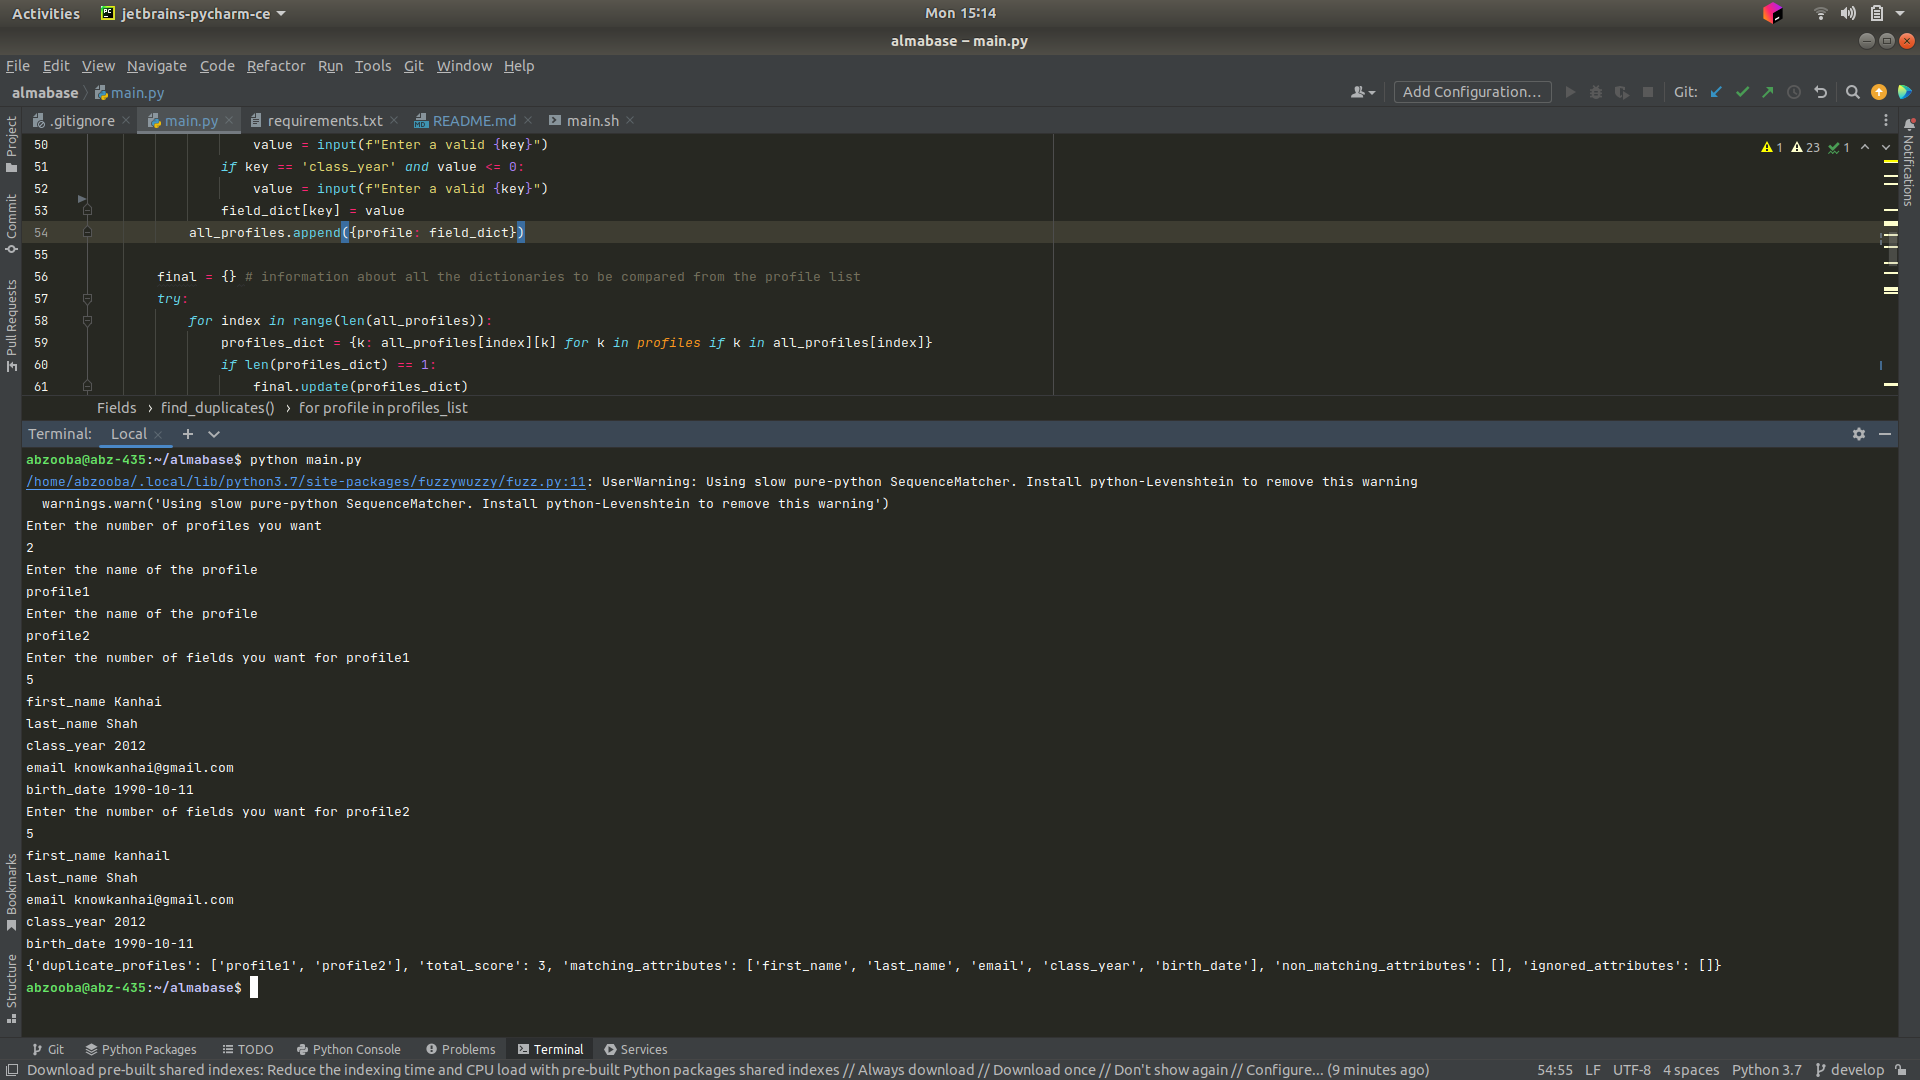 Activities jetbrains-pycharm-ce Mon 15:14
almabase – main.py
File Edit View Navigate Code Refactor Run Tools Git Window Help
almabase main.py Add Configuration... Git:
.gitignore main.py requirements.txt README.md main.sh
Project
Commit
Pull Requests
Bookmarks
Structure
Notifications
1 23 1
50 value = input(f"Enter a valid {key}")
51 if key == 'class_year' and value <= 0:
52 value = input(f"Enter a valid {key}")
53 field_dict[key] = value
54 all_profiles.append({profile: field_dict})
55
56 final = {} # information about all the dictionaries to be compared from the profile list
57 try:
58 for index in range(len(all_profiles)):
59 profiles_dict = {k: all_profiles[index][k] for k in profiles if k in all_profiles[index]}
60 if len(profiles_dict) == 1:
61 final.update(profiles_dict)
Fields › find_duplicates() › for profile in profiles_list
Terminal: Local
abzooba@abz-435:~/almabase$ python main.py
/home/abzooba/.local/lib/python3.7/site-packages/fuzzywuzzy/fuzz.py:11: UserWarning: Using slow pure-python SequenceMatcher. Install python-Levenshtein to remove this warning
warnings.warn('Using slow pure-python SequenceMatcher. Install python-Levenshtein to remove this warning')
Enter the number of profiles you want
2
Enter the name of the profile
profile1
Enter the name of the profile
profile2
Enter the number of fields you want for profile1
5
first_name Kanhai
last_name Shah
class_year 2012
email knowkanhai@gmail.com
birth_date 1990-10-11
Enter the number of fields you want for profile2
5
first_name kanhail
last_name Shah
email knowkanhai@gmail.com
class_year 2012
birth_date 1990-10-11
{'duplicate_profiles': ['profile1', 'profile2'], 'total_score': 3, 'matching_attributes': ['first_name', 'last_name', 'email', 'class_year', 'birth_date'], 'non_matching_attributes': [], 'ignored_attributes': []}
abzooba@abz-435:~/almabase$
Git Python Packages TODO Python Console Problems Terminal Services
Download pre-built shared indexes: Reduce the indexing time and CPU load with pre-built Python packages shared indexes // Always download // Download once // Don't show again // Configure... (9 minutes ago) 54:55 LF UTF-8 4 spaces Python 3.7 develop